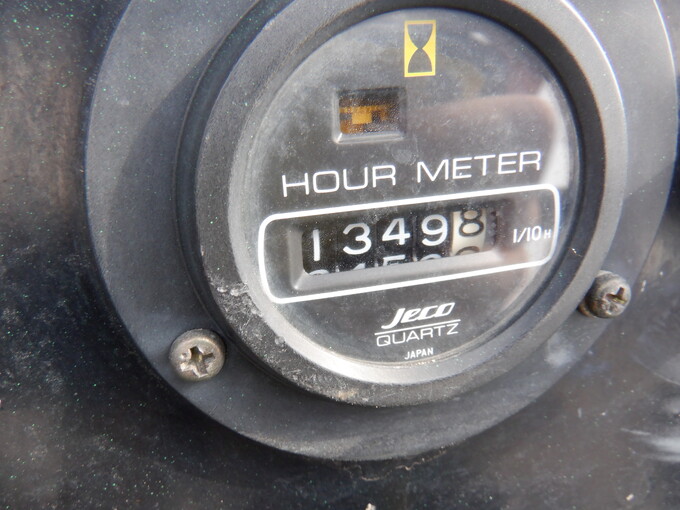 HOUR METER
13498 1/10H
Jeco
QUARTZ
JAPAN